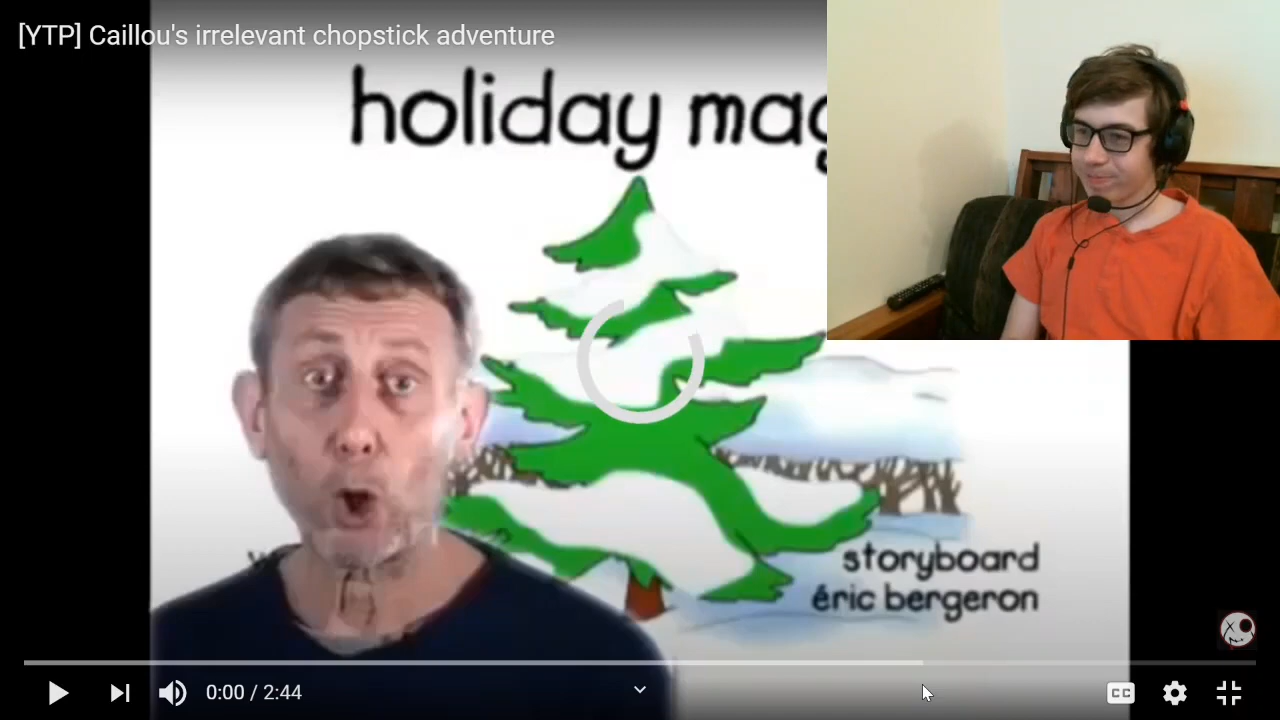 [YTP] Caillou's irrelevant chopstick adventure
holiday mag
storyboard
éric bergeron
0:00 / 2:44
CC